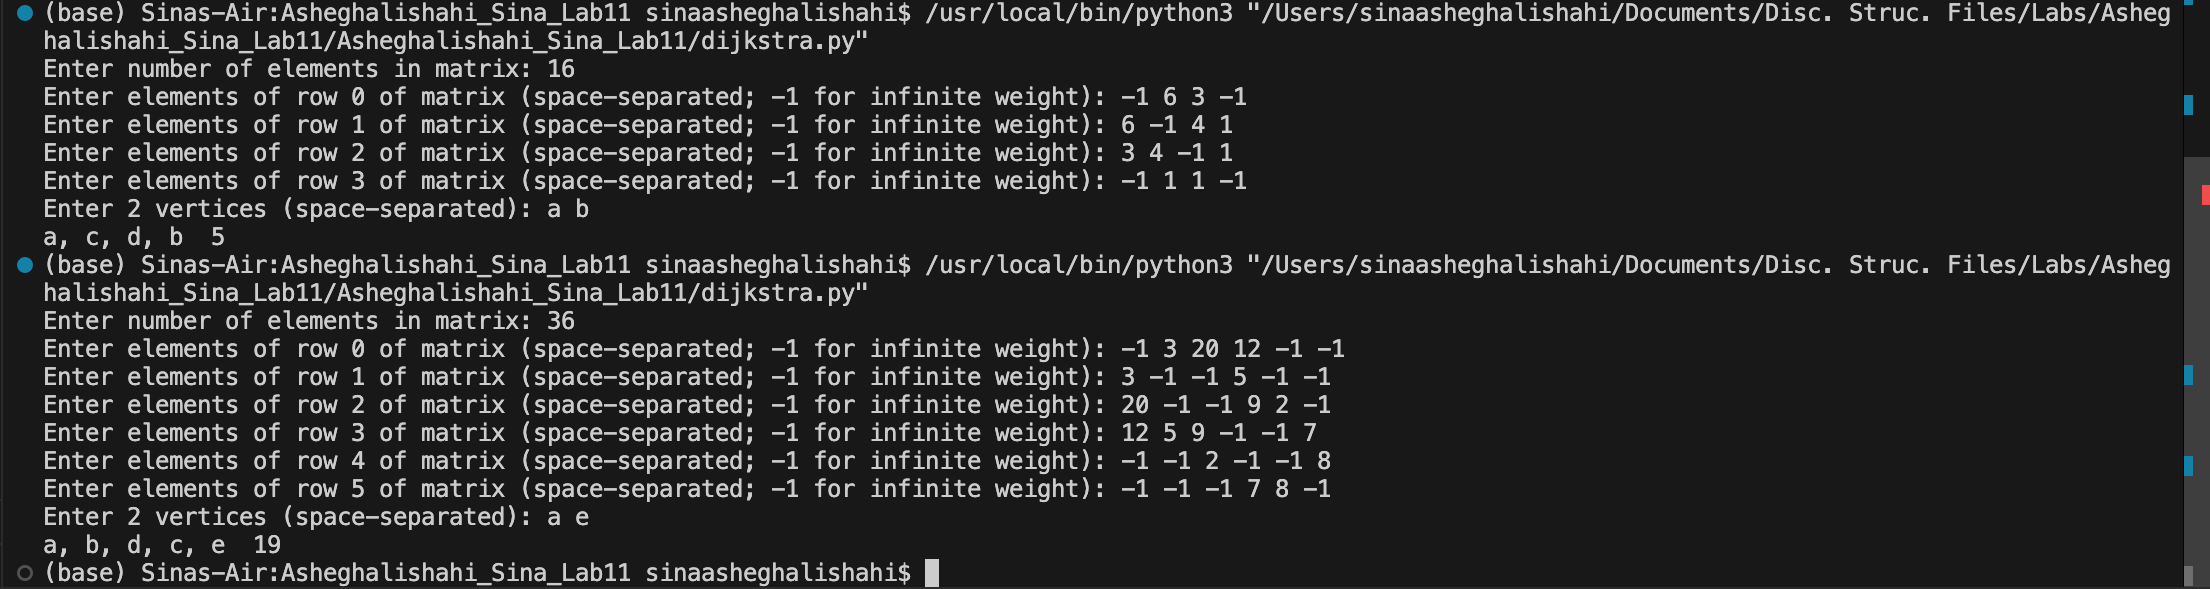 (base) Sinas-Air:Asheghalishahi_Sina_Lab11 sinaasheghalishahi$ /usr/local/bin/python3 "/Users/sinaasheghalishahi/Documents/Disc. Struc. Files/Labs/Asheg
halishahi_Sina_Lab11/Asheghalishahi_Sina_Lab11/dijkstra.py"
Enter number of elements in matrix: 16
Enter elements of row 0 of matrix (space-separated; -1 for infinite weight): -1 6 3 -1
Enter elements of row 1 of matrix (space-separated; -1 for infinite weight): 6 -1 4 1
Enter elements of row 2 of matrix (space-separated; -1 for infinite weight): 3 4 -1 1
Enter elements of row 3 of matrix (space-separated; -1 for infinite weight): -1 1 1 -1
Enter 2 vertices (space-separated): a b
a, c, d, b  5
(base) Sinas-Air:Asheghalishahi_Sina_Lab11 sinaasheghalishahi$ /usr/local/bin/python3 "/Users/sinaasheghalishahi/Documents/Disc. Struc. Files/Labs/Asheg
halishahi_Sina_Lab11/Asheghalishahi_Sina_Lab11/dijkstra.py"
Enter number of elements in matrix: 36
Enter elements of row 0 of matrix (space-separated; -1 for infinite weight): -1 3 20 12 -1 -1
Enter elements of row 1 of matrix (space-separated; -1 for infinite weight): 3 -1 -1 5 -1 -1
Enter elements of row 2 of matrix (space-separated; -1 for infinite weight): 20 -1 -1 9 2 -1
Enter elements of row 3 of matrix (space-separated; -1 for infinite weight): 12 5 9 -1 -1 7
Enter elements of row 4 of matrix (space-separated; -1 for infinite weight): -1 -1 2 -1 -1 8
Enter elements of row 5 of matrix (space-separated; -1 for infinite weight): -1 -1 -1 7 8 -1
Enter 2 vertices (space-separated): a e
a, b, d, c, e  19
(base) Sinas-Air:Asheghalishahi_Sina_Lab11 sinaasheghalishahi$